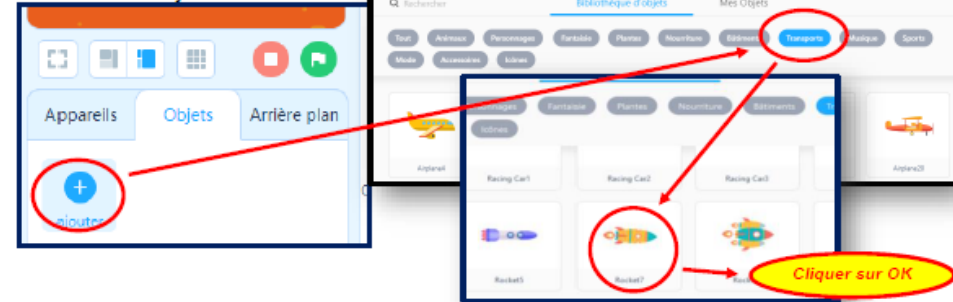 Rechercher
Bibliothèque d'objets
Mes Objets
Tout Animaux Personnages Fantaisie Plantes Nourriture Bâtiments Transports Musique Sports
Mode Accessoires Icônes
Appareils Objets Arrière plan
ajouter
Airplane4
Airplane28
Fantaisie Plantes Nourriture Bâtiments
Icônes
Racing Car1 Racing Car2 Racing Car3
Rocket5 Rocket7
Cliquer sur OK